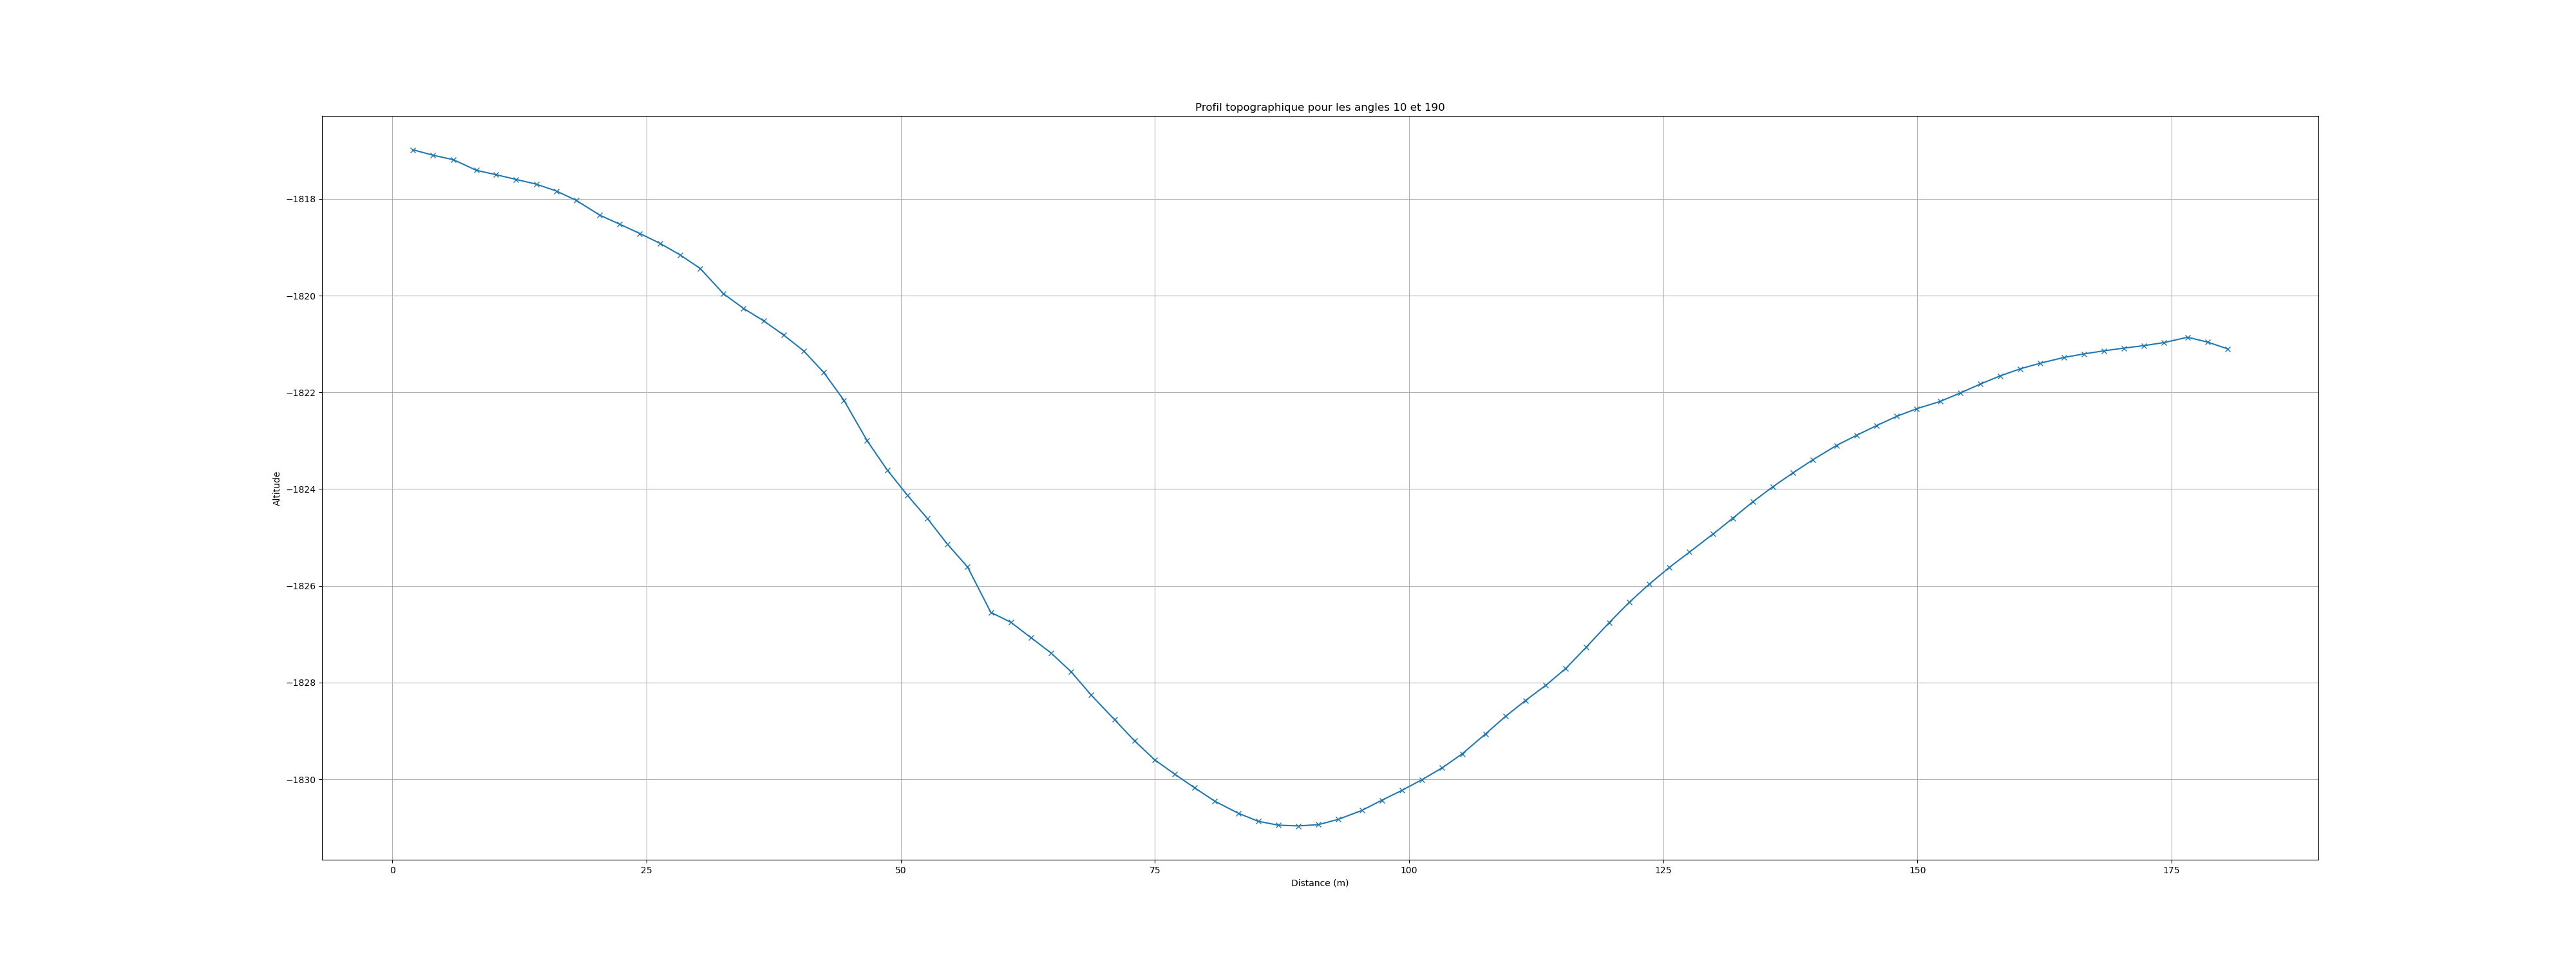 Profil topographique pour les angles 10 et 190
Altitude
−1818
−1820
−1822
−1824
−1826
−1828
−1830
0 25 50 75 100 125 150 175
Distance (m)